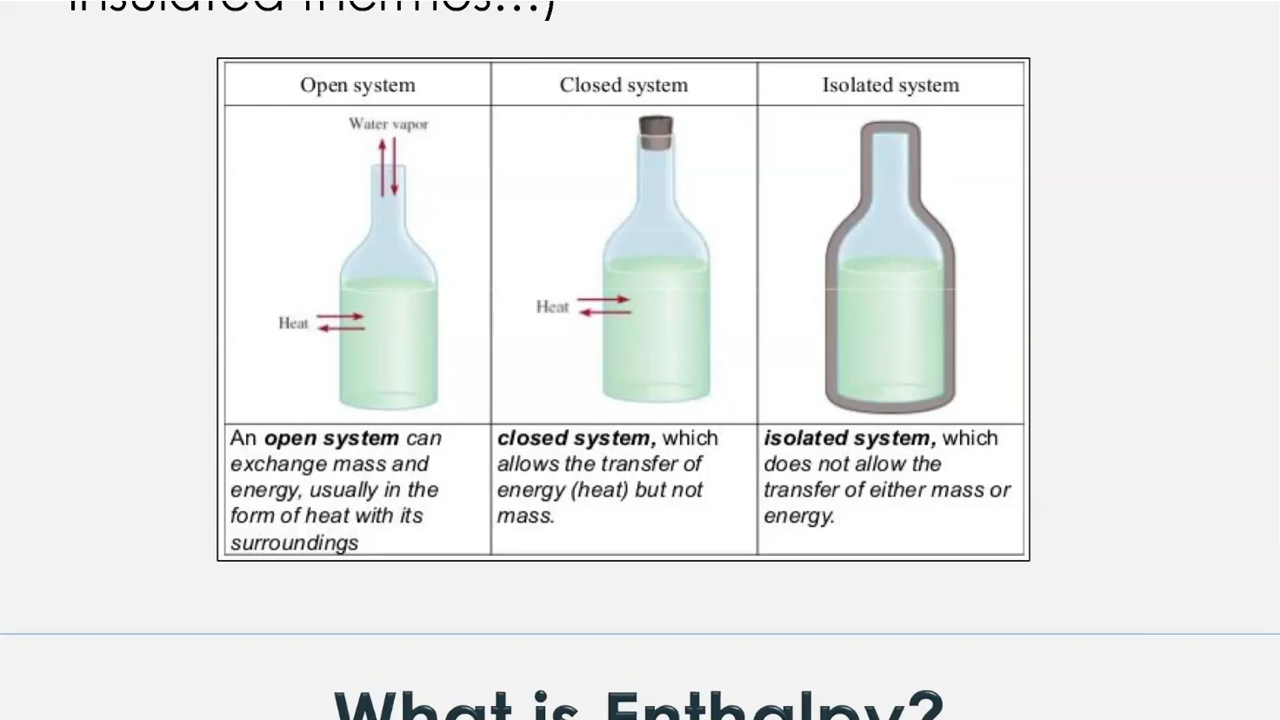 insulated thermos...)
Open system
Closed system
Isolated system
Water vapor
Heat
Heat
An open system can
exchange mass and
energy, usually in the
form of heat with its
surroundings
closed system, which
allows the transfer of
energy (heat) but not
mass.
isolated system, which
does not allow the
transfer of either mass or
energy.
What is Enthalpy?